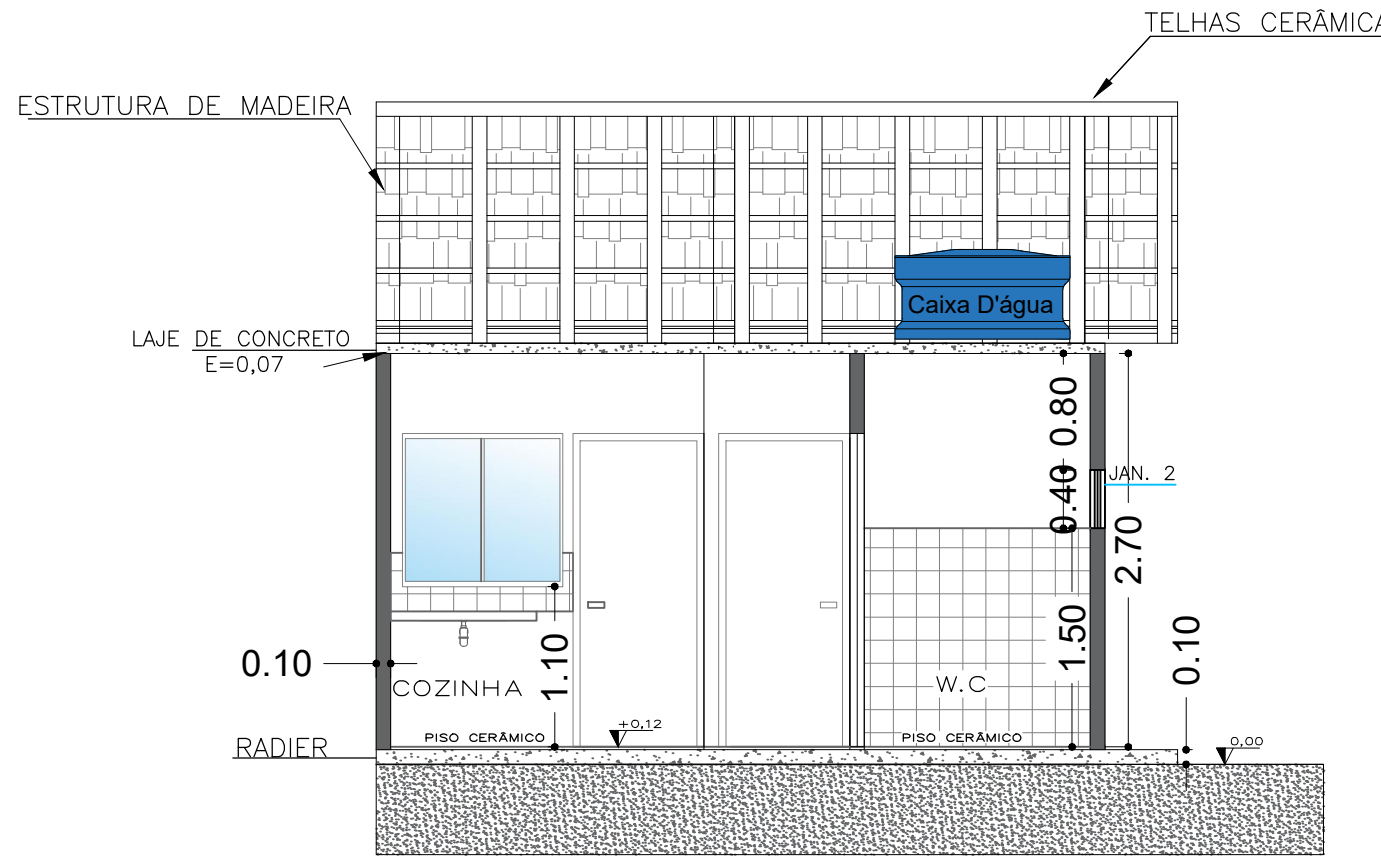 TELHAS CERÂMICA
ESTRUTURA DE MADEIRA
Caixa D'água
LAJE DE CONCRETO
E=0,07
0.80
0.40
JAN. 2
2.70
1.50
0.10
1.10
0.10
COZINHA
W.C
+0,12
PISO CERÂMICO
PISO CERÂMICO
RADIER
0,00